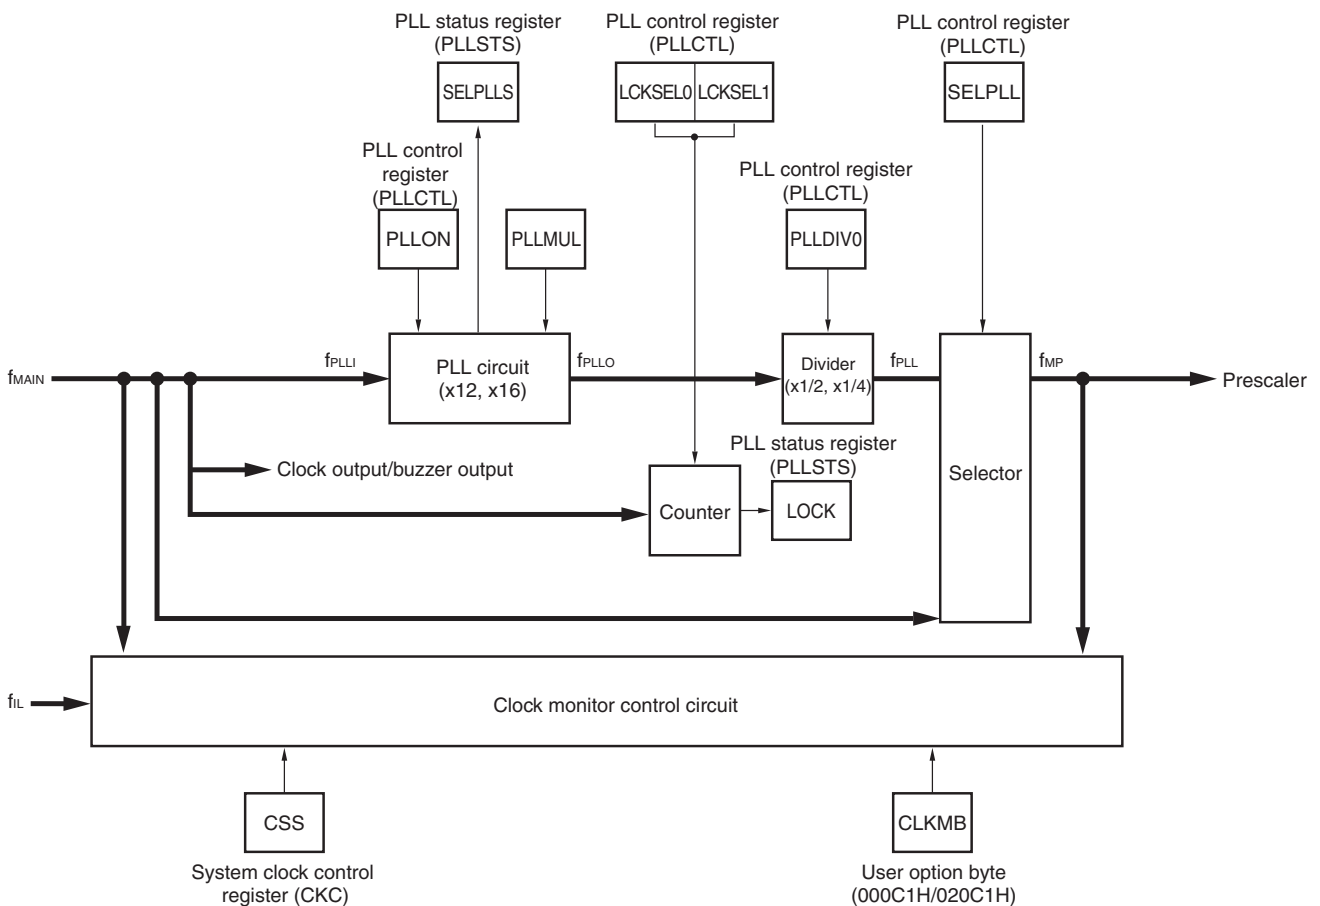 PLL status register
(PLLSTS)
SELPLLS
PLL control register
(PLLCTL)
LCKSEL0 LCKSEL1
PLL control register
(PLLCTL)
SELPLL
PLL control
register
(PLLCTL)
PLLON
PLLMUL
PLL control register
(PLLCTL)
PLLDIV0
fMAIN
fPLLI
PLL circuit
(x12, x16)
fPLLO
Divider
(x1/2, x1/4)
fPLL
Selector
fMP
Prescaler
Clock output/buzzer output
Counter
PLL status register
(PLLSTS)
LOCK
fIL
Clock monitor control circuit
CSS
System clock control
register (CKC)
CLKMB
User option byte
(000C1H/020C1H)